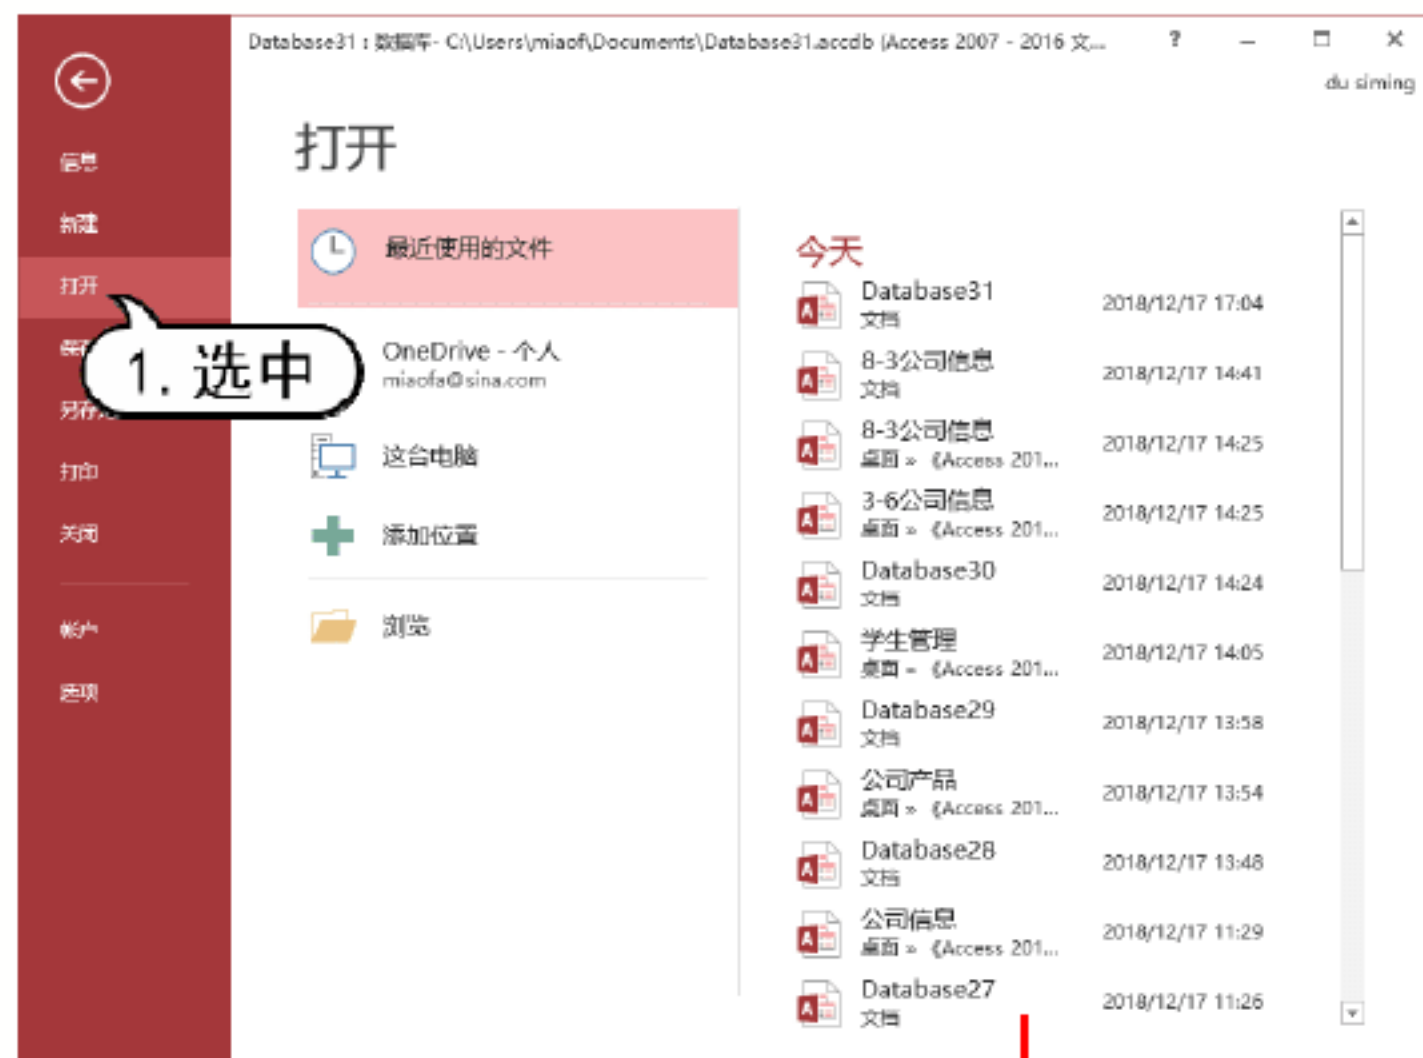 Database31 : 数据库- C:\Users\miaof\Documents\Database31.accdb (Access 2007 - 2016 文...
?
du siming
信息
新建
打开
打印
关闭
帐户
选项
1. 选中
打开
最近使用的文件
OneDrive - 个人
miaofa@sina.com
这台电脑
添加位置
浏览
今天
Database31 2018/12/17 17:04
文档
8-3公司信息 2018/12/17 14:41
文档
8-3公司信息 2018/12/17 14:25
桌面 » 《Access 201...
3-6公司信息 2018/12/17 14:25
桌面 » 《Access 201...
Database30 2018/12/17 14:24
文档
学生管理 2018/12/17 14:05
桌面 » 《Access 201...
Database29 2018/12/17 13:58
文档
公司产品 2018/12/17 13:54
桌面 » 《Access 201...
Database28 2018/12/17 13:48
文档
公司信息 2018/12/17 11:29
桌面 » 《Access 201...
Database27 2018/12/17 11:26
文档